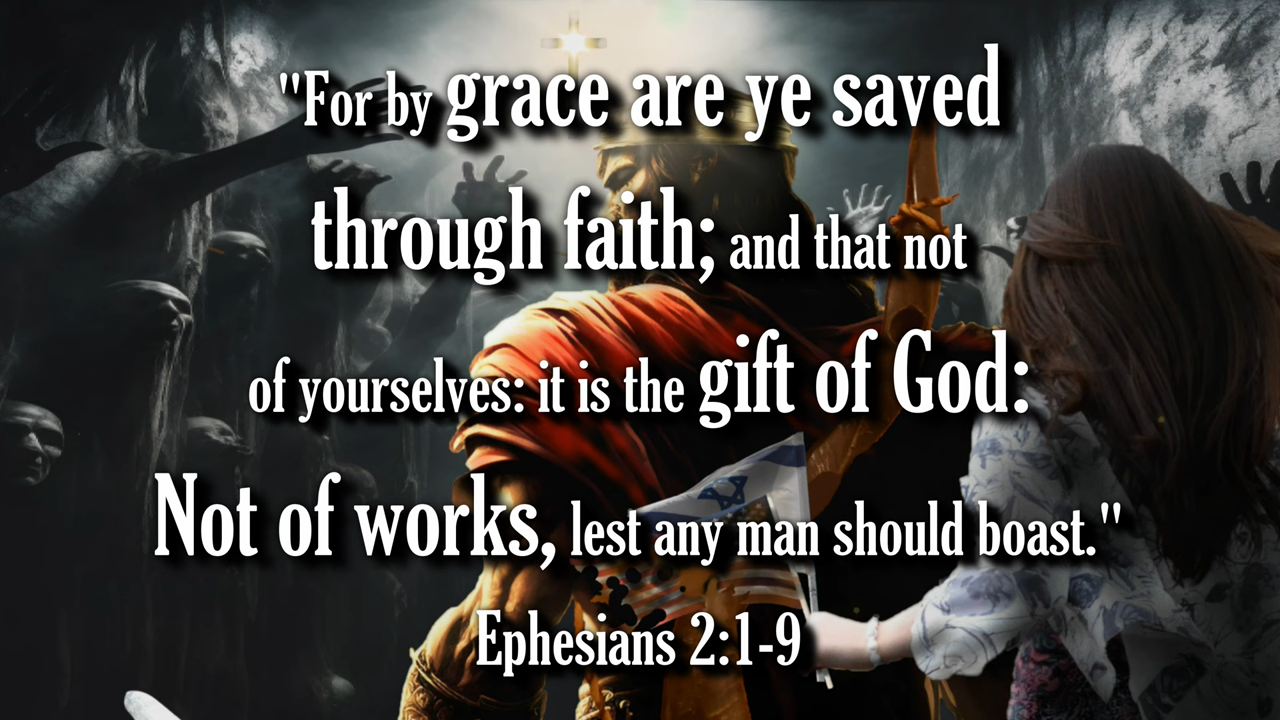 "For by grace are ye saved
through faith; and that not
of yourselves: it is the gift of God:
Not of works, lest any man should boast."
Ephesians 2:1-9